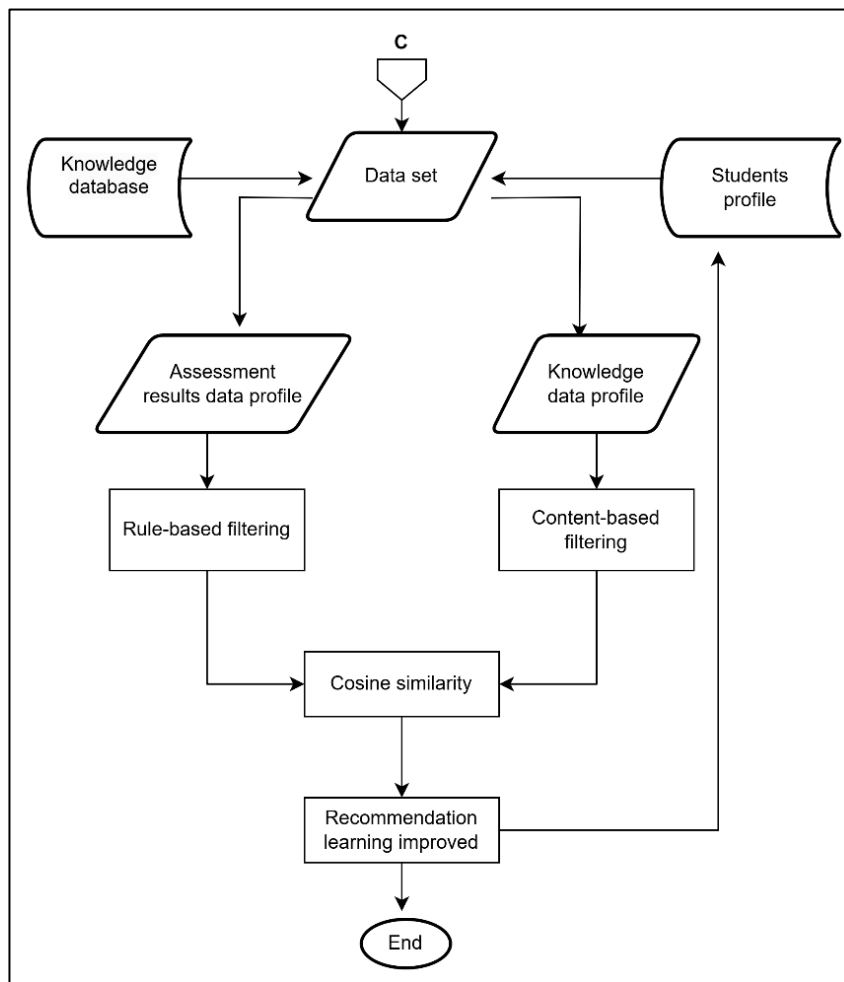 C
Knowledge
database
Data set
Students
profile
Assessment
results data profile
Knowledge
data profile
Rule-based filtering
Content-based
filtering
Cosine similarity
Recommendation
learning improved
End